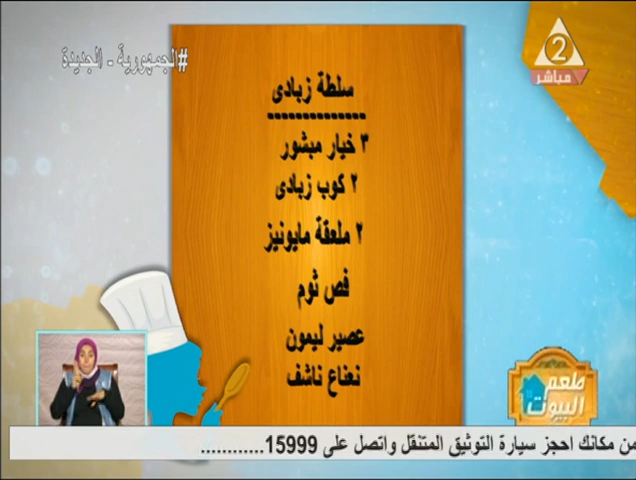 #الجمهورية - الجديدة
2
مباشر
سلطة زبادى
٣ خيار مبشور
٢ كوب زبادى
٢ ملعقة مايونيز
فص ثوم
عصير ليمون
نعناع ناشف
طعم
البيوت
من مكانك احجز سيارة التوثيق المتنقل واتصل على 15999............